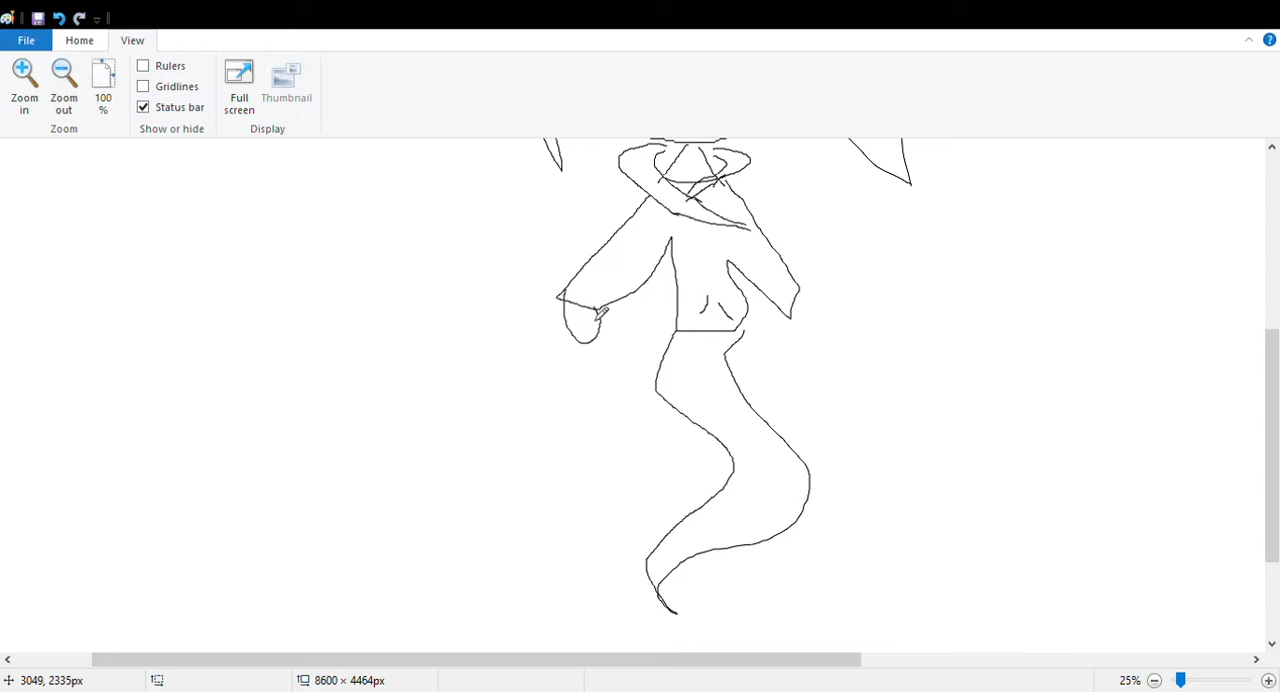 File Home View
Zoom in
Zoom out
100 %
Rulers
Gridlines
Status bar
Full screen
Thumbnail
Zoom
Show or hide
Display
3049, 2335px
8600 × 4464px
25%